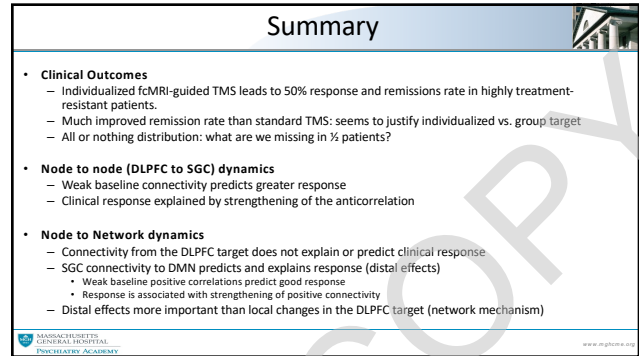 Summary
• Clinical Outcomes
– Individualized fcMRI-guided TMS leads to 50% response and remissions rate in highly treatment-
resistant patients.
– Much improved remission rate than standard TMS: seems to justify individualized vs. group target
– All or nothing distribution: what are we missing in ½ patients?
• Node to node (DLPFC to SGC) dynamics
– Weak baseline connectivity predicts greater response
– Clinical response explained by strengthening of the anticorrelation
• Node to Network dynamics
– Connectivity from the DLPFC target does not explain or predict clinical response
– SGC connectivity to DMN predicts and explains response (distal effects)
• Weak baseline positive correlations predict good response
• Response is associated with strengthening of positive connectivity
– Distal effects more important than local changes in the DLPFC target (network mechanism)
MGH
MASSACHUSETTS
GENERAL HOSPITAL
PSYCHIATRY ACADEMY
www.mghcme.org
COPY